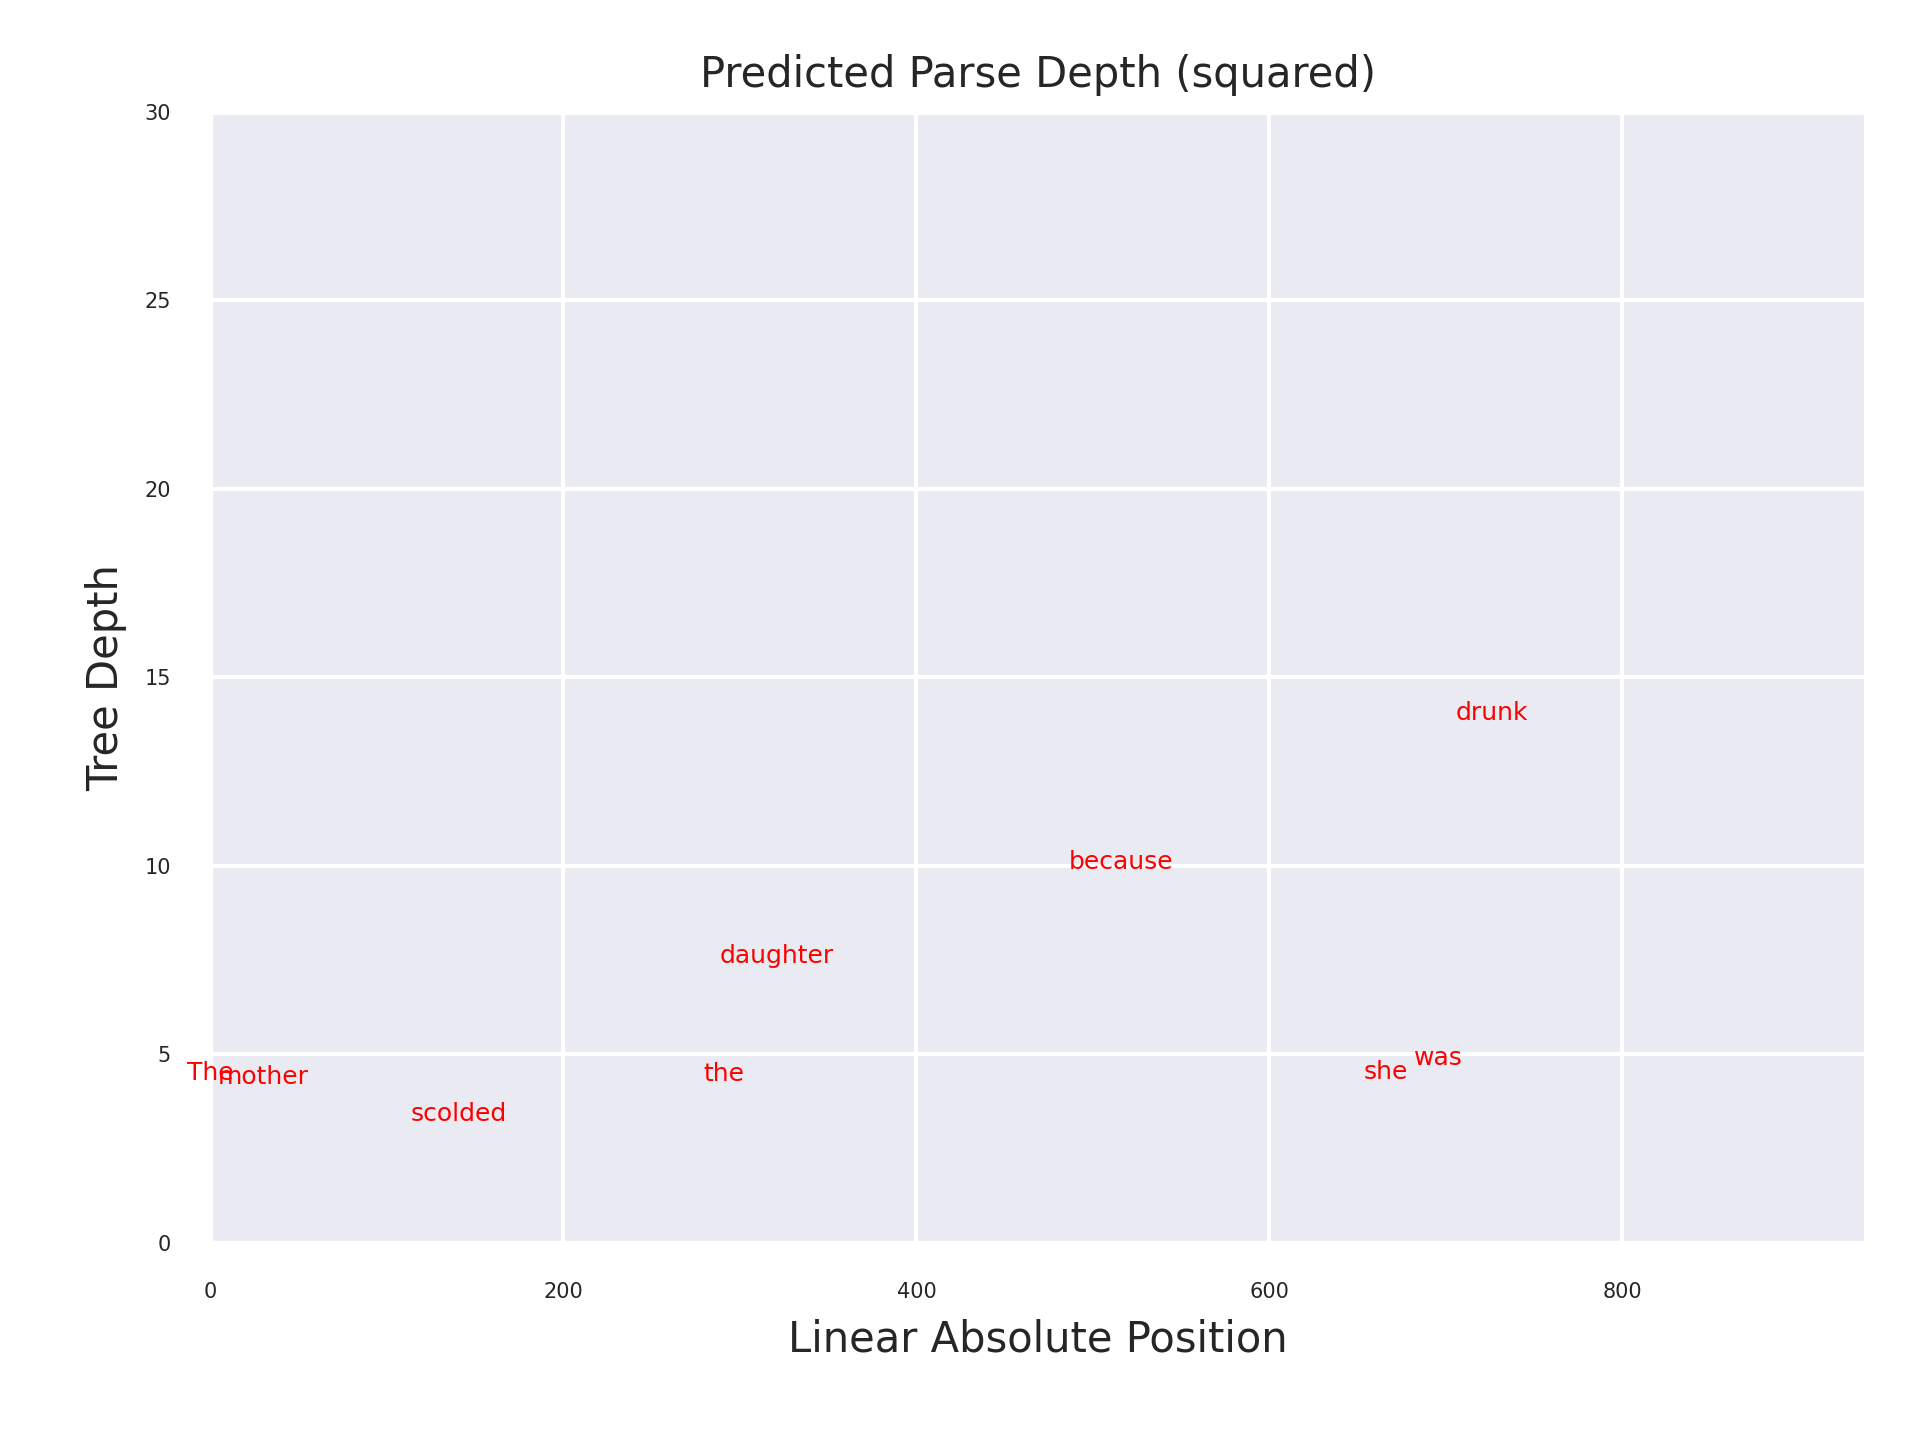 Predicted Parse Depth (squared)
30
25
20
15
10
5
0
Tree Depth
drunk
because
daughter
was
The
mother
the
she
scolded
0 200 400 600 800
Linear Absolute Position